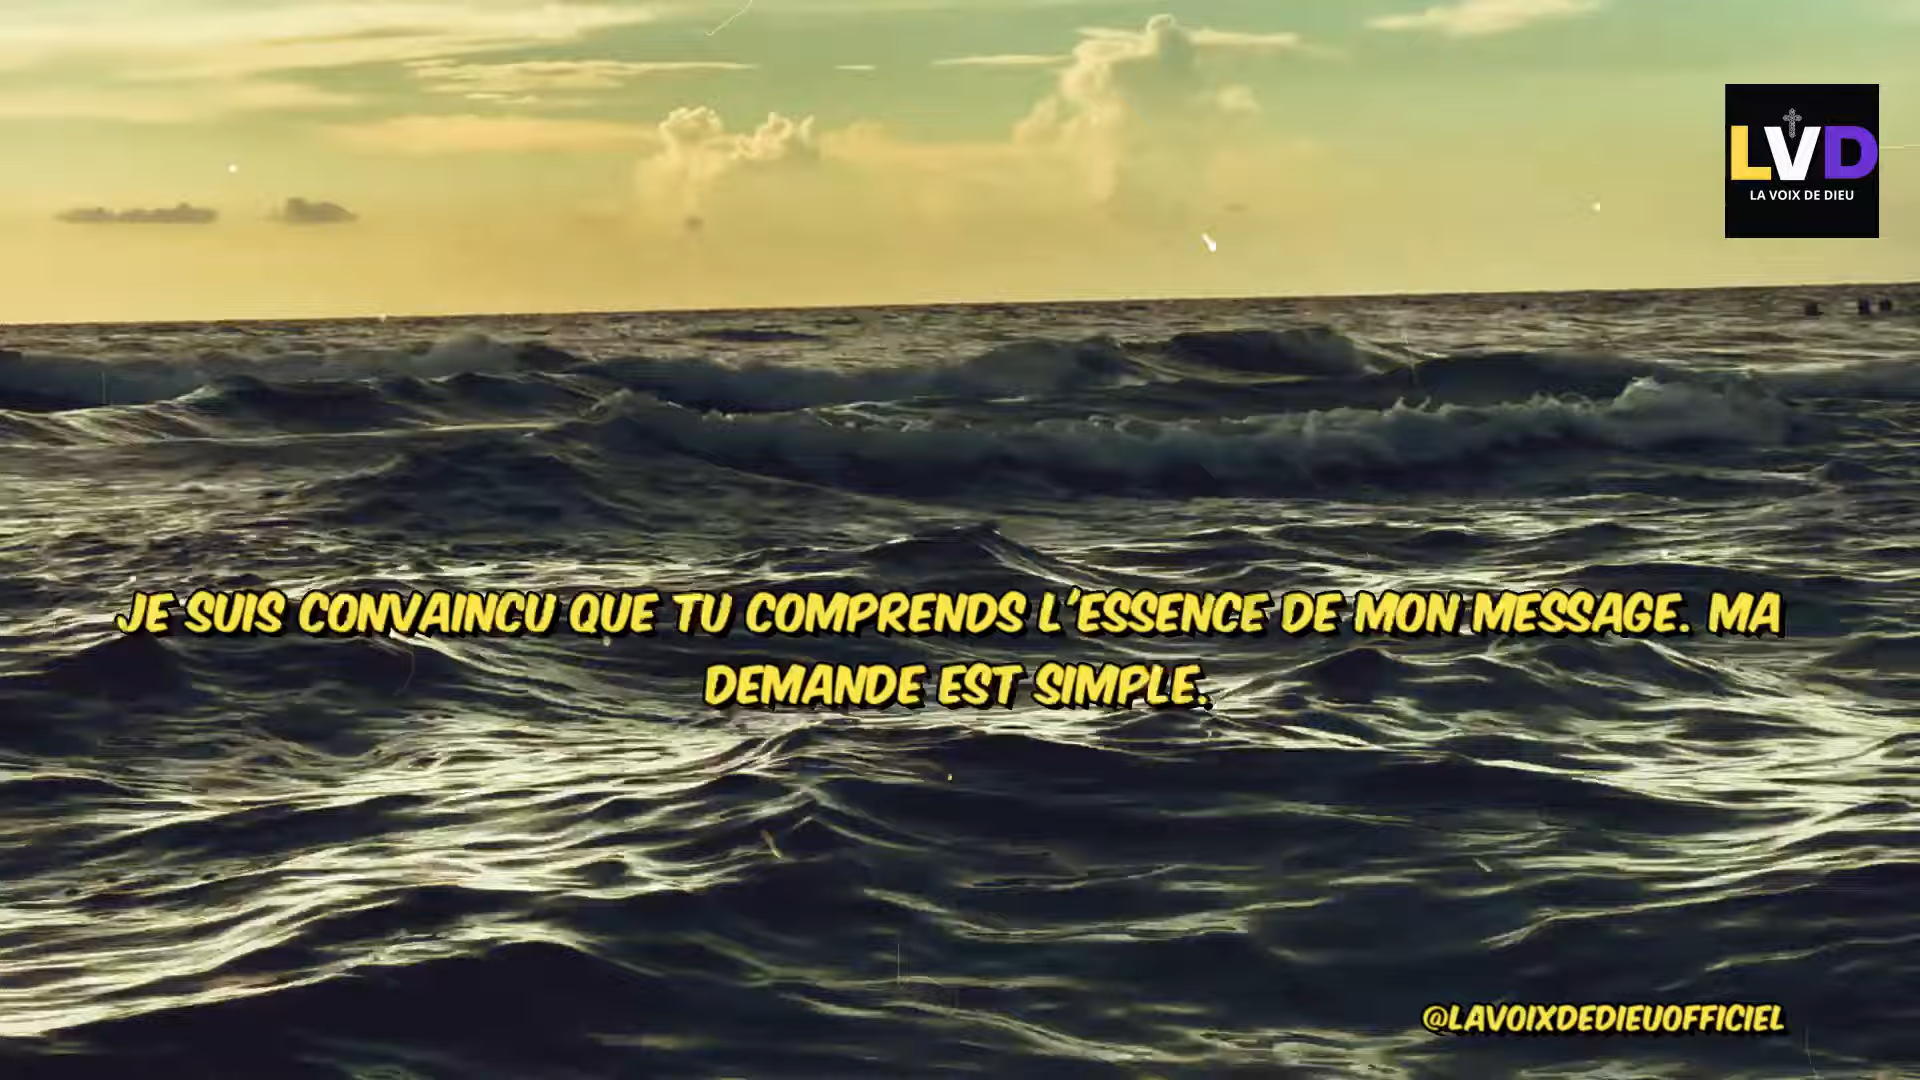 LVD
LA VOIX DE DIEU
JE SUIS CONVAINCU QUE TU COMPRENDS L'ESSENCE DE MON MESSAGE. MA
DEMANDE EST SIMPLE.
@LAVOIXDEDIEUOFFICIEL